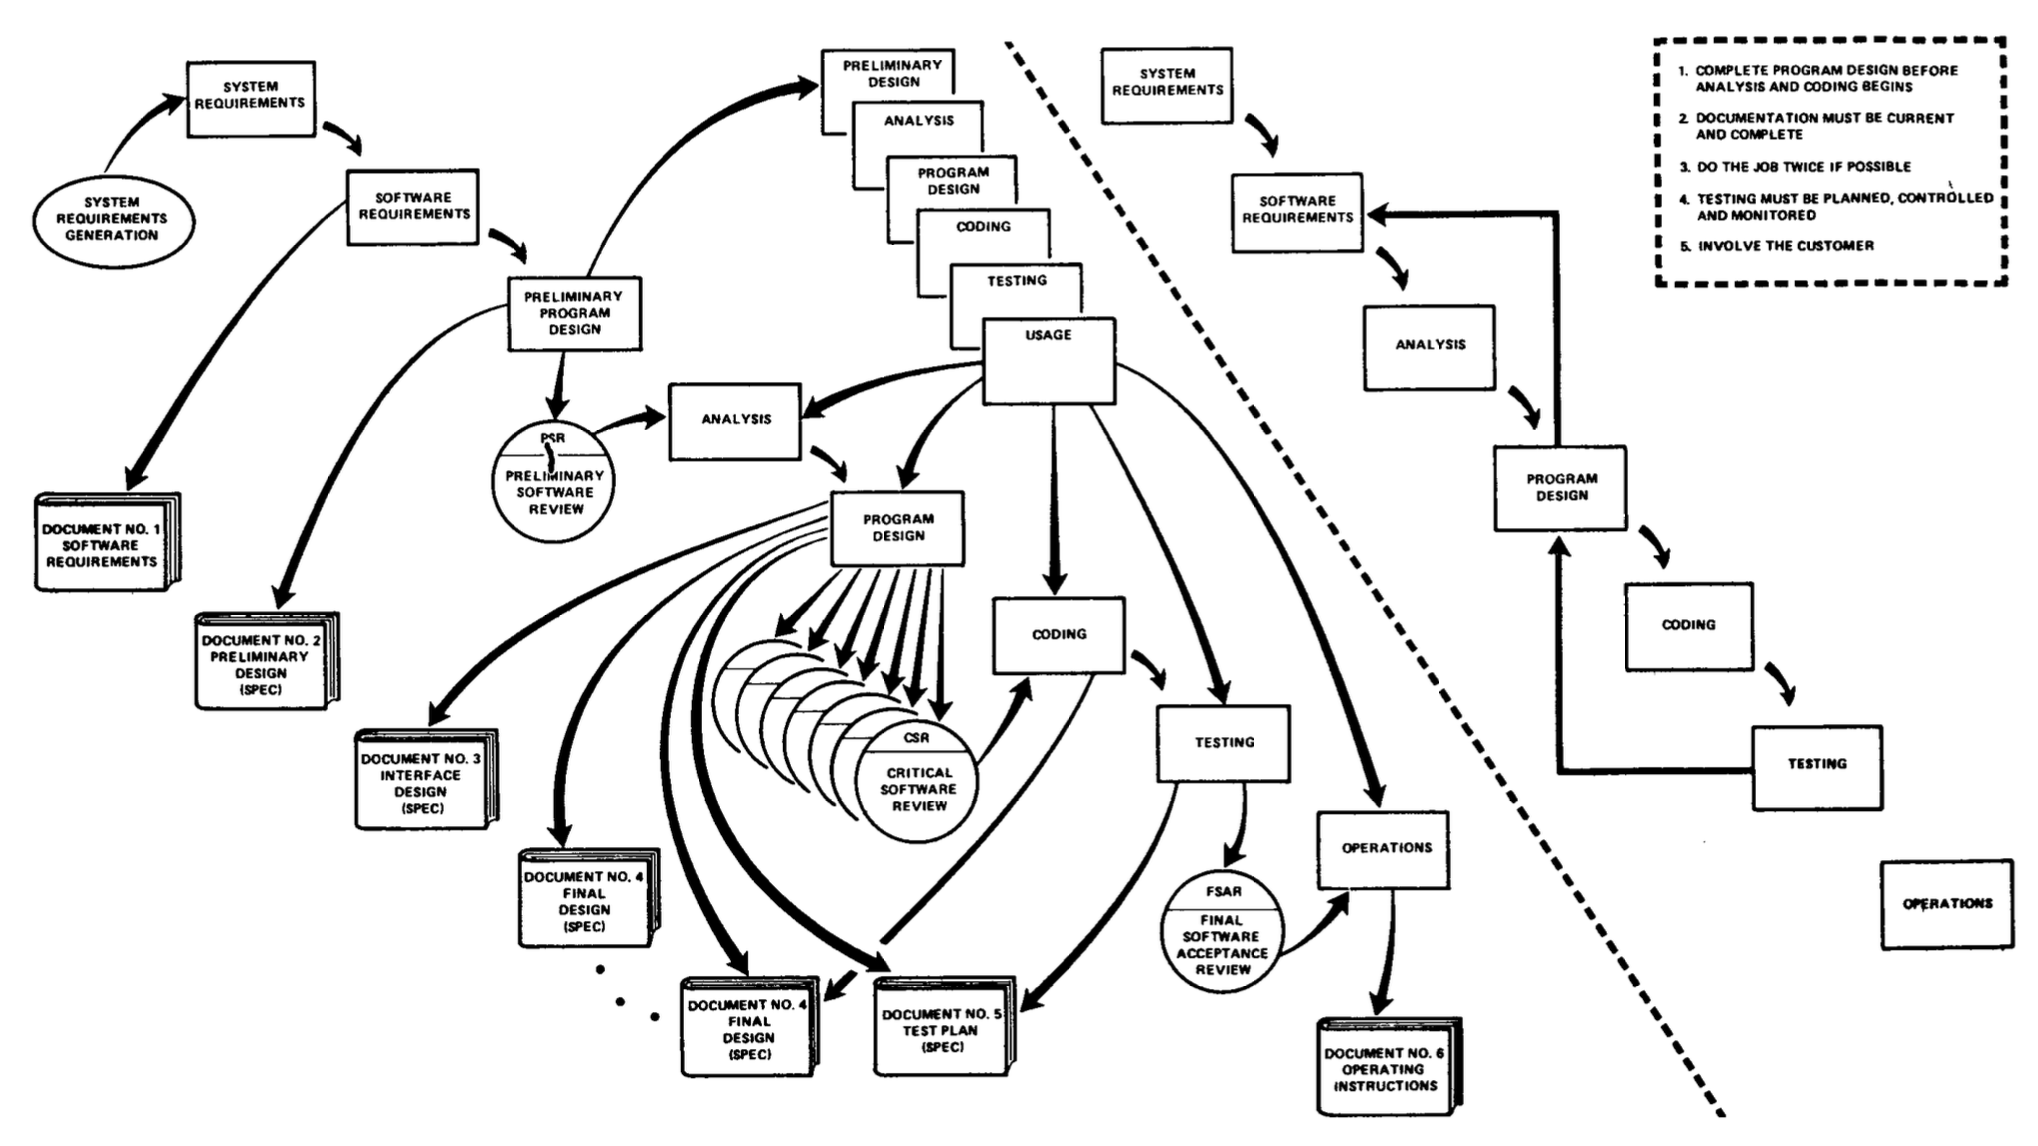 SYSTEM
REQUIREMENTS
SYSTEM
REQUIREMENTS
GENERATION
SOFTWARE
REQUIREMENTS
PRELIMINARY
PROGRAM
DESIGN
PSR
PRELIMINARY
SOFTWARE
REVIEW
DOCUMENT NO. 1
SOFTWARE
REQUIREMENTS
DOCUMENT NO. 2
PRELIMINARY
DESIGN
(SPEC)
PRELIMINARY
DESIGN
ANALYSIS
PROGRAM
DESIGN
CODING
TESTING
USAGE
ANALYSIS
PROGRAM
DESIGN
DOCUMENT NO. 3
INTERFACE
DESIGN
(SPEC)
DOCUMENT NO. 4
FINAL
DESIGN
(SPEC)
DOCUMENT NO. 4
FINAL
DESIGN
(SPEC)
DOCUMENT NO. 5
TEST PLAN
(SPEC)
CSR
CRITICAL
SOFTWARE
REVIEW
CODING
TESTING
FSAR
FINAL
SOFTWARE
ACCEPTANCE
REVIEW
OPERATIONS
DOCUMENT NO. 6
OPERATING
INSTRUCTIONS
SYSTEM
REQUIREMENTS
SOFTWARE
REQUIREMENTS
ANALYSIS
PROGRAM
DESIGN
CODING
TESTING
OPERATIONS
1. COMPLETE PROGRAM DESIGN BEFORE
ANALYSIS AND CODING BEGINS
2. DOCUMENTATION MUST BE CURRENT
AND COMPLETE
3. DO THE JOB TWICE IF POSSIBLE
4. TESTING MUST BE PLANNED, CONTROLLED
AND MONITORED
5. INVOLVE THE CUSTOMER